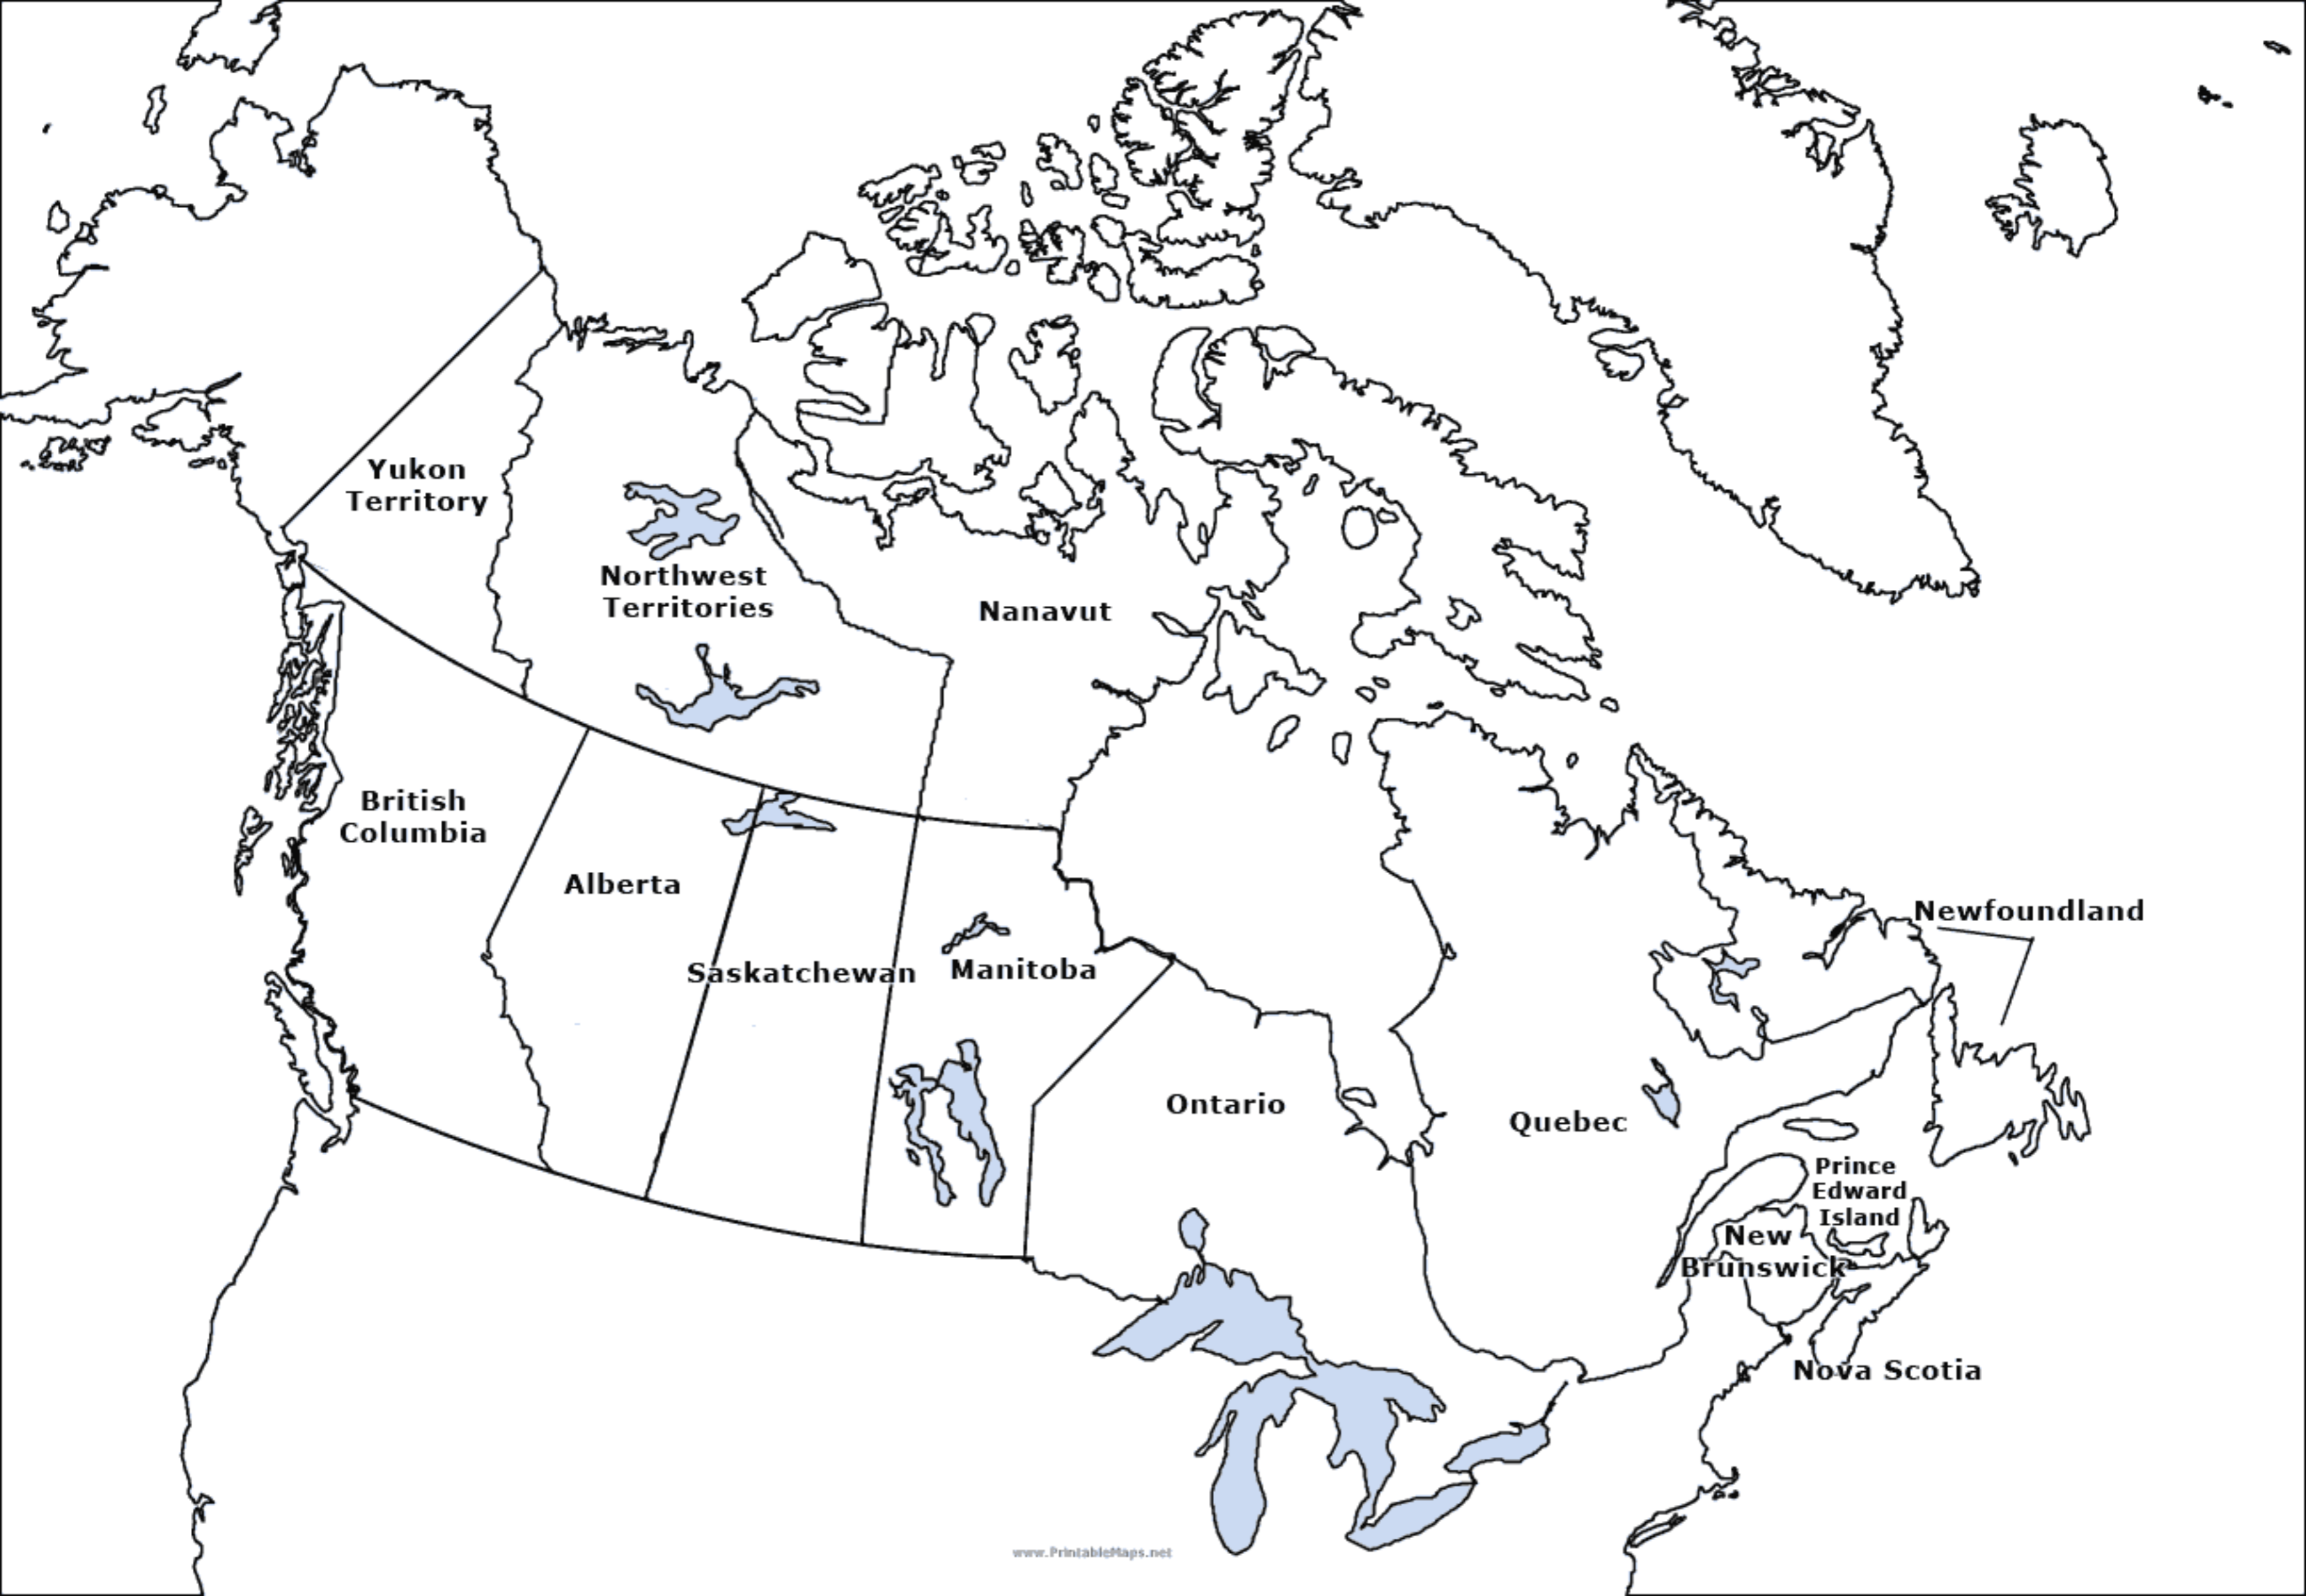 Yukon
Territory
Northwest
Territories
Nanavut
British
Columbia
Alberta
Saskatchewan
Manitoba
Ontario
Quebec
Newfoundland
Prince
Edward
Island
New
Brunswick
Nova Scotia
www.PrintableMaps.net